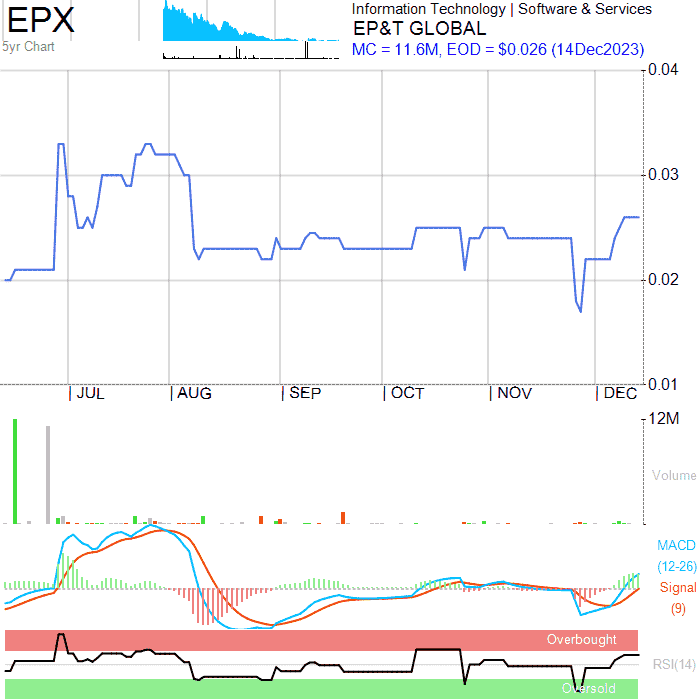 EPX
5yr Chart
Information Technology | Software & Services
EP&T GLOBAL
MC = 11.6M, EOD = $0.026 (14Dec2023)
0.04
0.03
0.02
0.01
JUL AUG SEP OCT NOV DEC
12M
Volume
MACD
(12-26)
Signal
(9)
Overbought
RSI(14)
Oversold